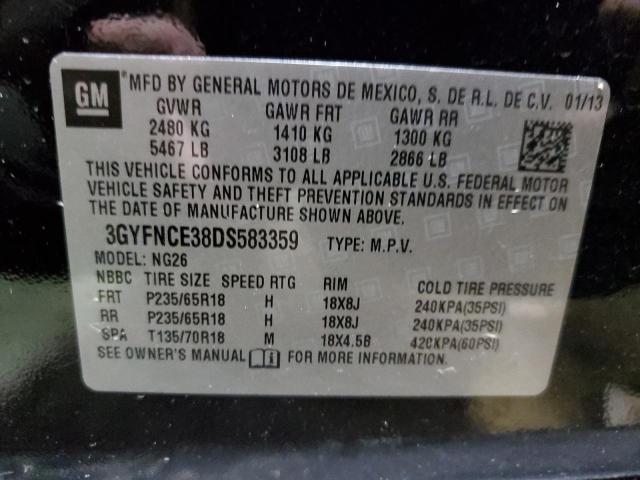 GM
*MFD BY GENERAL MOTORS DE MEXICO, S. DE R.L. DE C.V. 01/13
GVWR GAWR FRT GAWR RR
2480 KG 1410 KG 1300 KG
5467 LB 3108 LB 2866 LB
THIS VEHICLE CONFORMS TO ALL APPLICABLE U.S. FEDERAL MOTOR
VEHICLE SAFETY AND THEFT PREVENTION STANDARDS IN EFFECT ON
THE DATE OF MANUFACTURE SHOWN ABOVE.
3GYFNCE38DS583359 TYPE: M.P.V.
MODEL: NG26
NBBC TIRE SIZE SPEED RTG RIM COLD TIRE PRESSURE
FRT P235/65R18 H 18X8J 240KPA(35PSI)
RR P235/65R18 H 18X8J 240KPA(35PSI)
SPA T135/70R18 M 18X4.5B 420KPA(60PSI)
SEE OWNER'S MANUAL i FOR MORE INFORMATION.